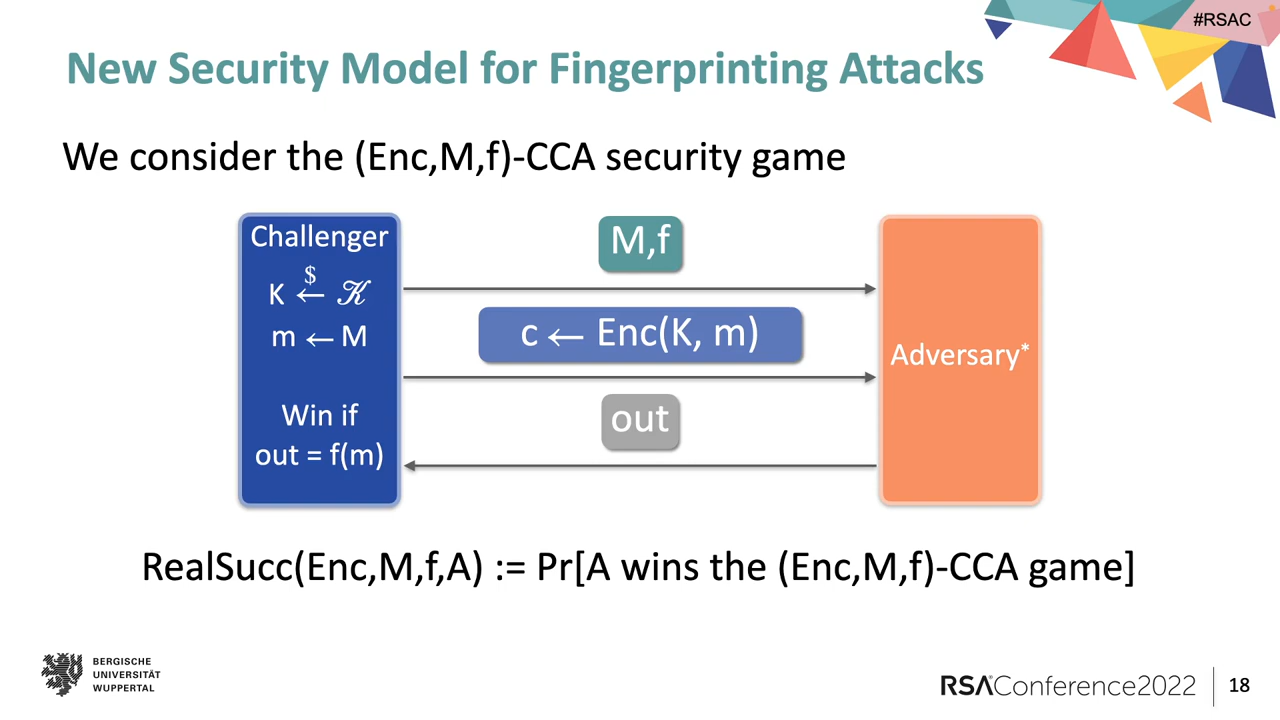 #RSAC
New Security Model for Fingerprinting Attacks
We consider the (Enc,M,f)-CCA security game
Challenger
K $← 𝒦
m ← M
Win if
out = f(m)
M,f
c ← Enc(K, m)
out
Adversary*
RealSucc(Enc,M,f,A) := Pr[A wins the (Enc,M,f)-CCA game]
BERGISCHE
UNIVERSITÄT
WUPPERTAL
RSAConference2022
18